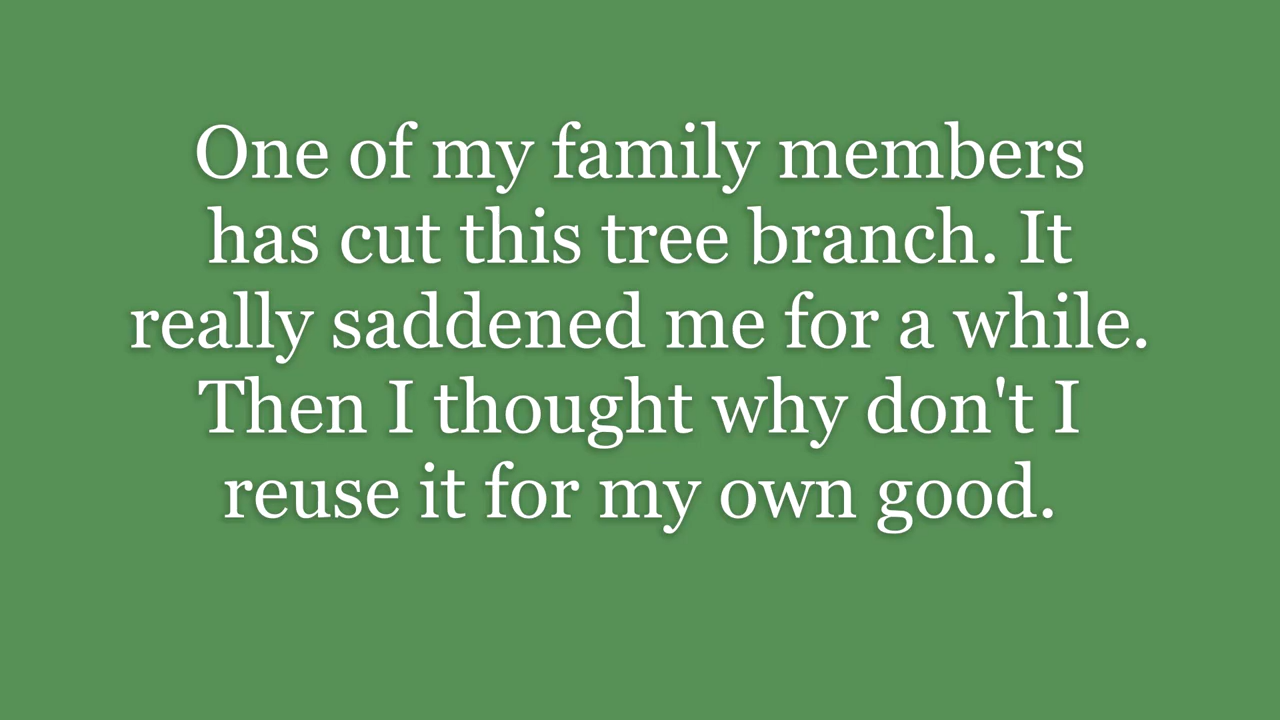 One of my family members
has cut this tree branch. It
really saddened me for a while.
Then I thought why don't I
reuse it for my own good.